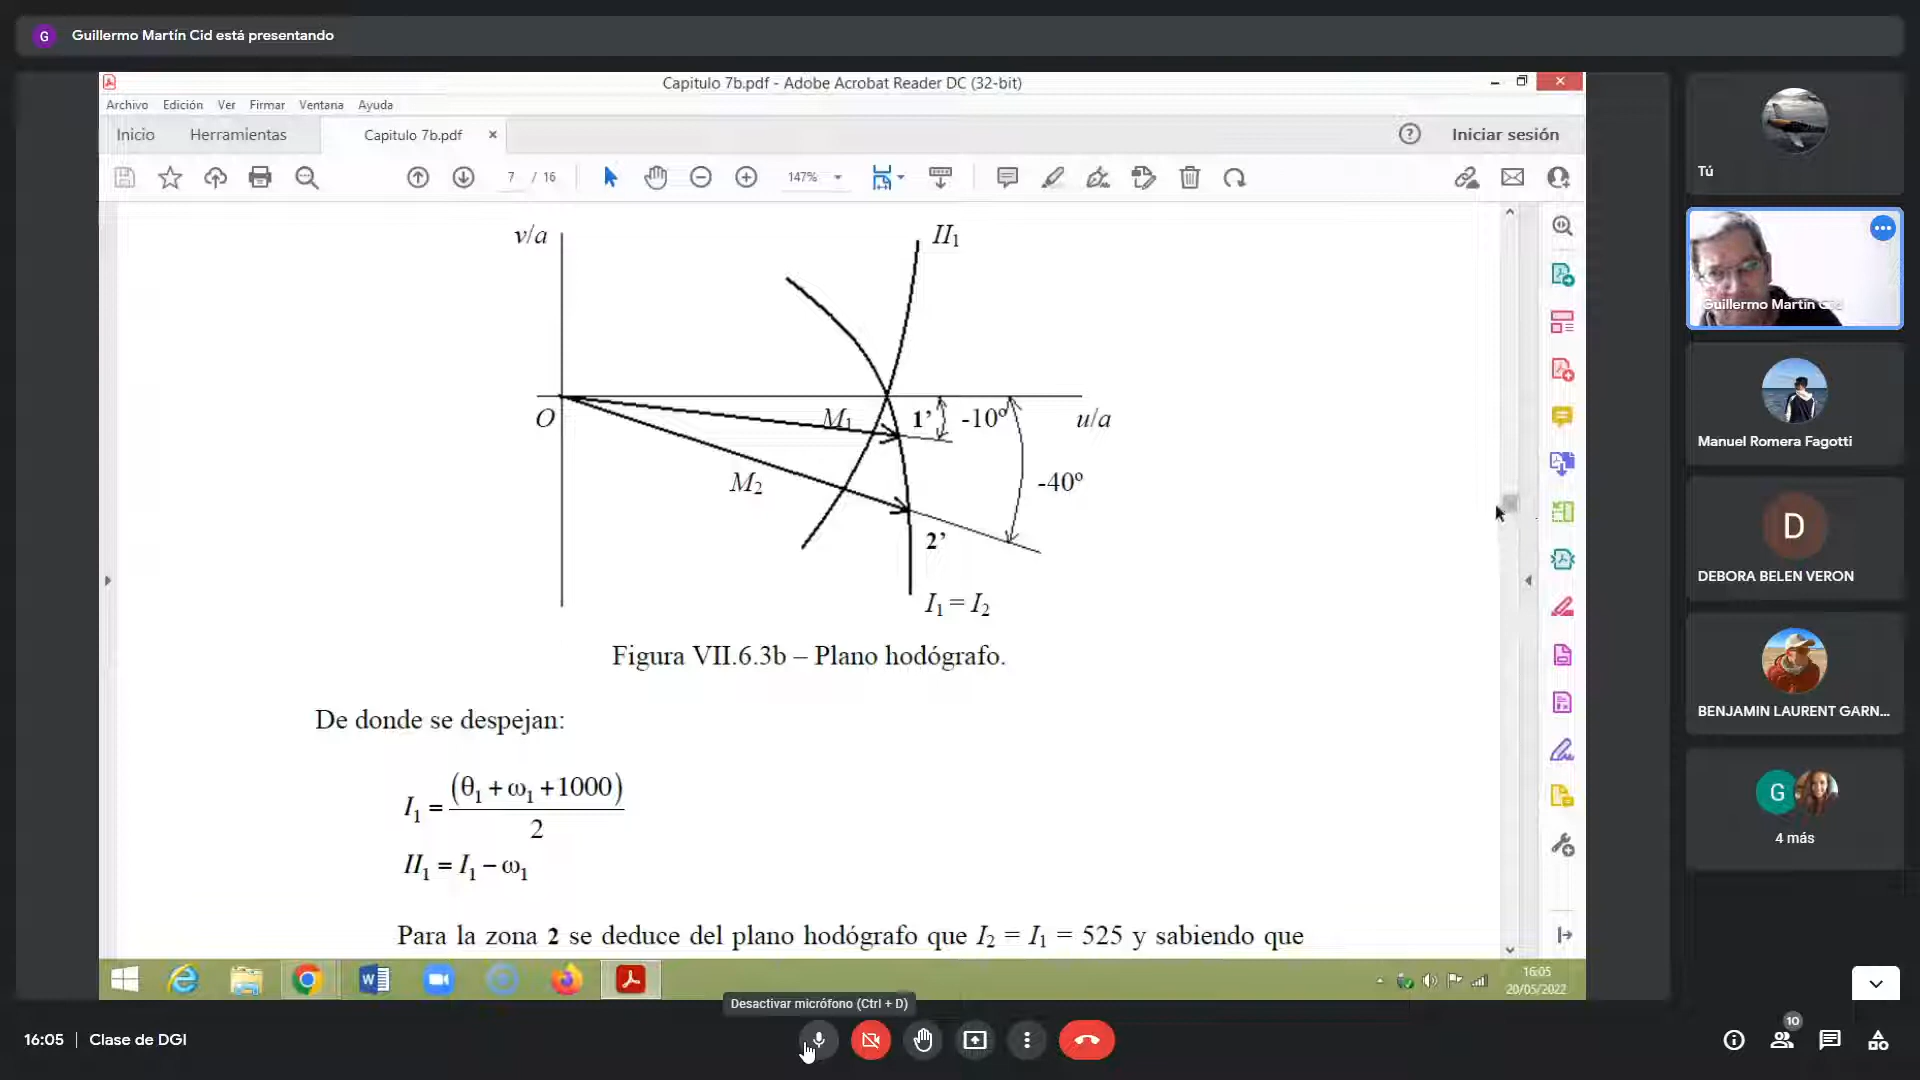 G Guillermo Martín Cid está presentando
Capitulo 7b.pdf - Adobe Acrobat Reader DC (32-bit)
Archivo Edición Ver Firmar Ventana Ayuda
Inicio Herramientas Capitulo 7b.pdf × ? Iniciar sesión
7 / 16 147%
v/a
II₁
O
M₁
1’
-10º
u/a
M₂
-40º
2’
I₁ = I₂
Figura VII.6.3b – Plano hodógrafo.
De donde se despejan:
I₁ = (θ₁ + ω₁ +1000) / 2
II₁ = I₁ − ω₁
Para la zona 2 se deduce del plano hodógrafo que I₂ = I₁ = 525 y sabiendo que
16:05
20/05/2022
Desactivar micrófono (Ctrl + D)
16:05 | Clase de DGI
10
Tú
Guillermo Martín Cid
Manuel Romera Fagotti
D
DEBORA BELEN VERON
BENJAMIN LAURENT GARN...
G
4 más